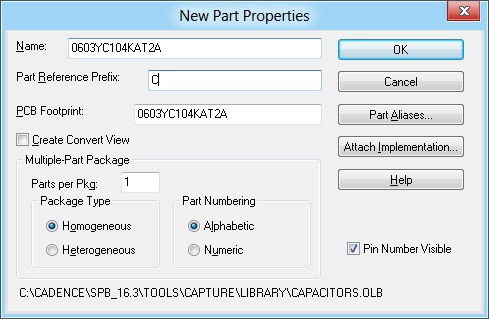 New Part Properties
Name: 0603YC104KAT2A
OK
Part Reference Prefix: C
Cancel
PCB Footprint: 0603YC104KAT2A
Part Aliases...
Create Convert View
Attach Implementation...
Multiple-Part Package
Parts per Pkg: 1
Help
Package Type
Part Numbering
Homogeneous
Alphabetic
Heterogeneous
Numeric
Pin Number Visible
C:\CADENCE\SPB_16.3\TOOLS\CAPTURE\LIBRARY\CAPACITORS.OLB